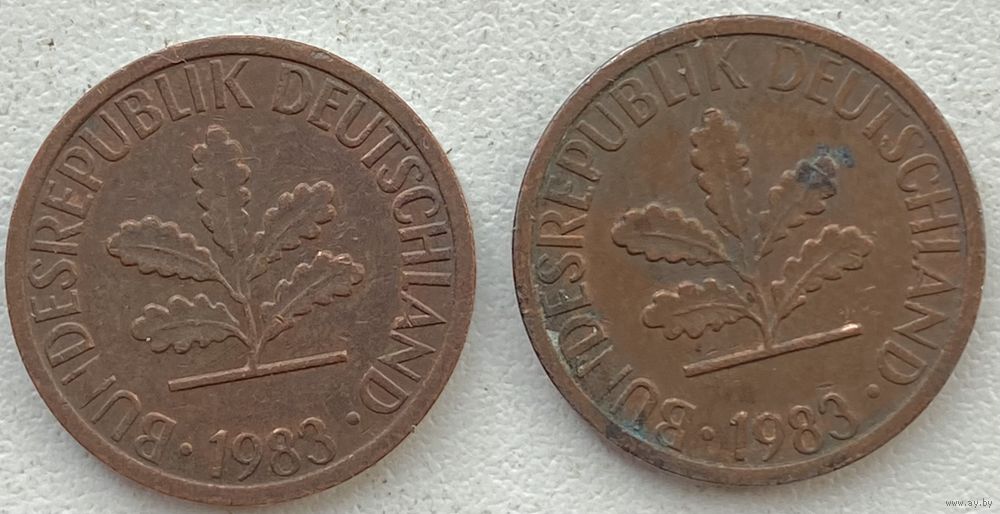 BUNDESREPUBLIK DEUTSCHLAND · 1983 ·
BUNDESREPUBLIK DEUTSCHLAND · 1983 ·
www.ay.by